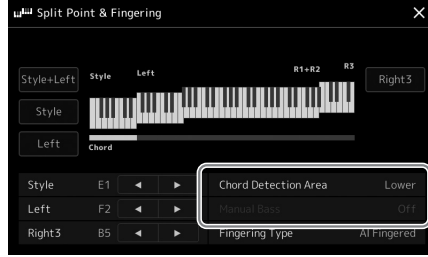 Split Point & Fingering
Style+Left
Style
Left
R1+R2
R3
Right3
Style
Left
Chord
Style E1
Chord Detection Area Lower
Left F2
Manual Bass Off
Right3 B5
Fingering Type AI Fingered